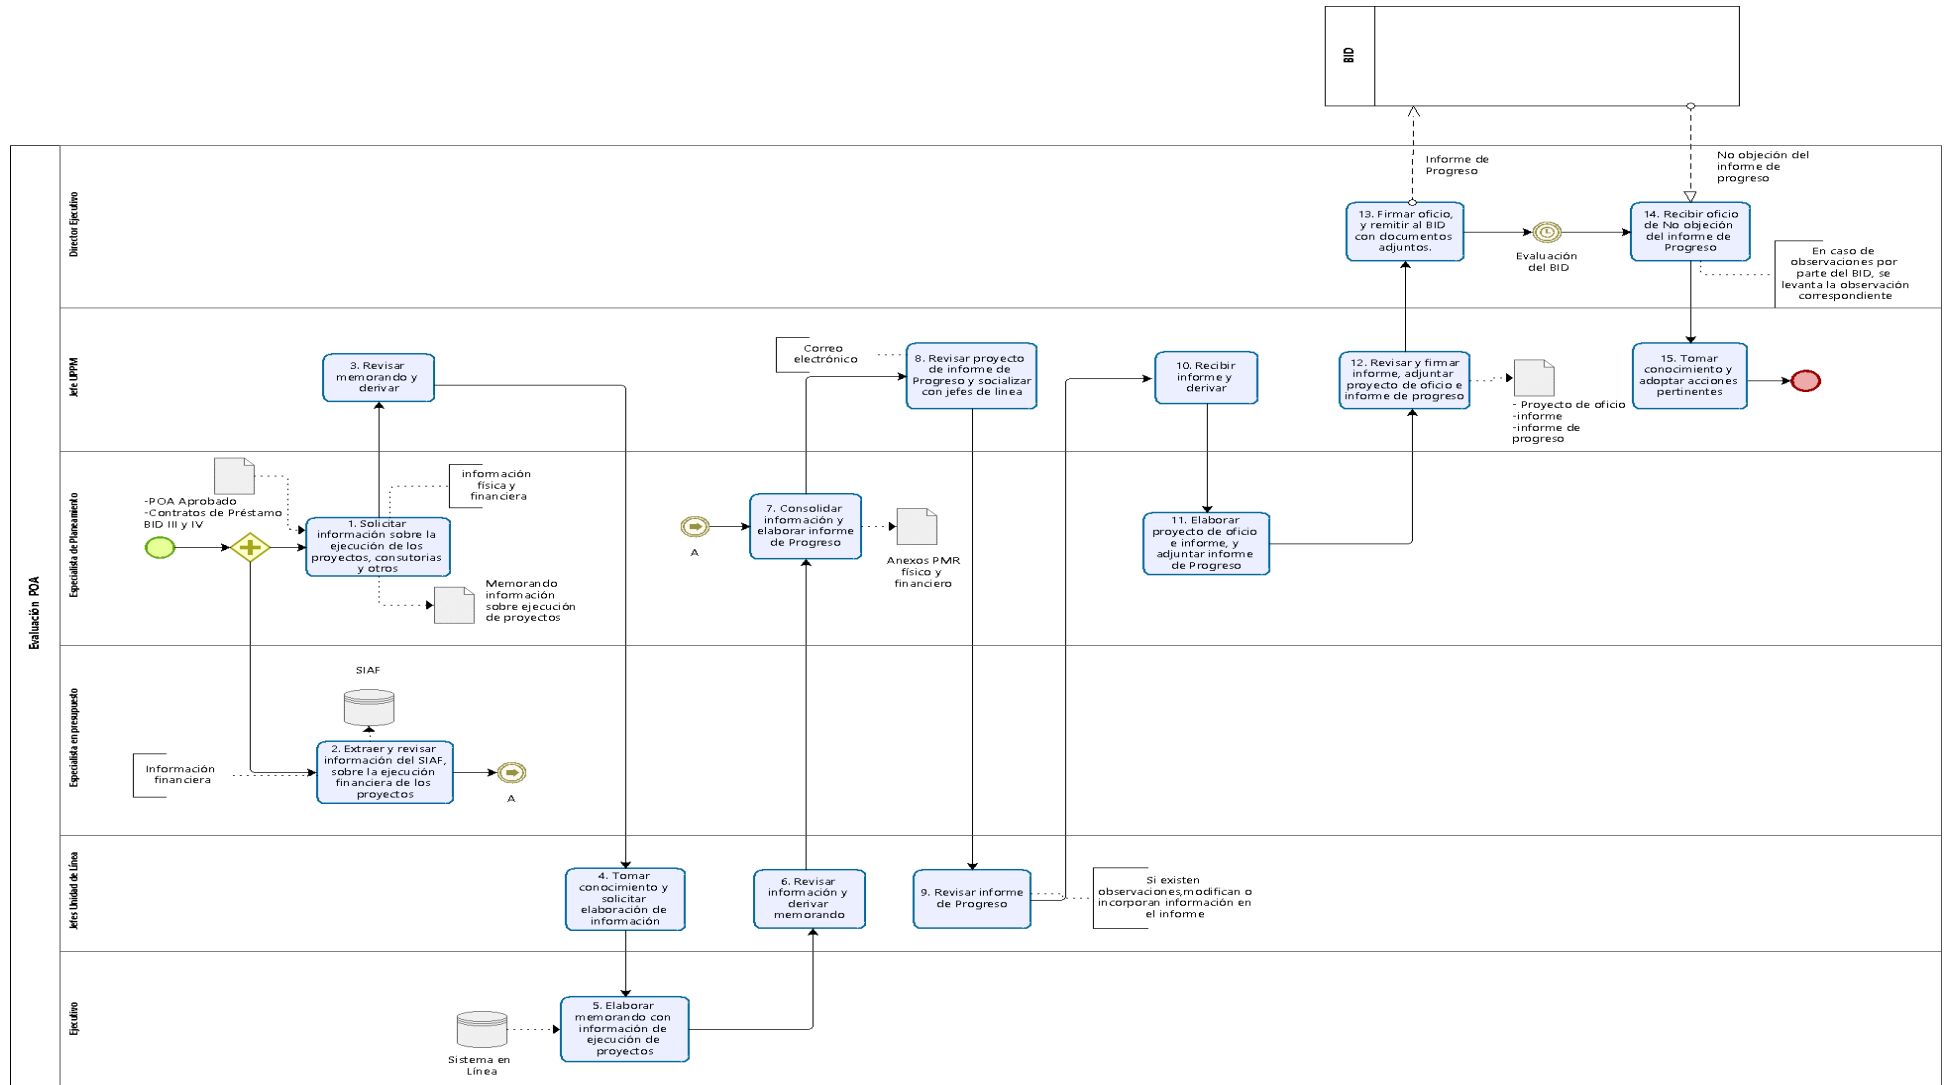 BID
Informe de
Progreso
No objeción del
informe de
progreso
Evaluación POA
Director Ejecutivo
13. Firmar oficio,
y remitir al BID
con documentos
adjuntos.
Evaluación
del BID
14. Recibir oficio
de No objeción
del informe de
Progreso
En caso de
observaciones por
parte del BID, se
levanta la observación
correspondiente
Jefe UPPM
3. Revisar
memorando y
derivar
Correo
electrónico
8. Revisar proyecto
de informe de
Progreso y socializar
con jefes de linea
10. Recibir
informe y
derivar
12. Revisar y firmar
informe, adjuntar
proyecto de oficio e
informe de progreso
- Proyecto de oficio
-informe
-informe de
progreso
15. Tomar
conocimiento y
adoptar acciones
pertinentes
Especialista de Planeamiento
-POA Aprobado
-Contratos de Préstamo
BID III y IV
información
física y
financiera
1. Solicitar
información sobre la
ejecución de los
proyectos, consutorias
y otros
Memorando
información
sobre ejecución
de proyectos
A
7. Consolidar
información y
elaborar informe
de Progreso
Anexos PMR
físico y
financiero
11. Elaborar
proyecto de oficio
e informe, y
adjuntar informe
de Progreso
Especialista en presupuesto
SIAF
Información
financiera
2. Extraer y revisar
información del SIAF,
sobre la ejecución
financiera de los
proyectos
A
Jefes Unidad de Línea
4. Tomar
conocimiento y
solicitar
elaboración de
información
6. Revisar
información y
derivar
memorando
9. Revisar informe
de Progreso
Si existen
observaciones,modifican o
incorporan información en
el informe
Ejecutivo
Sistema en
Línea
5. Elaborar
memorando con
información de
ejecución de
proyectos